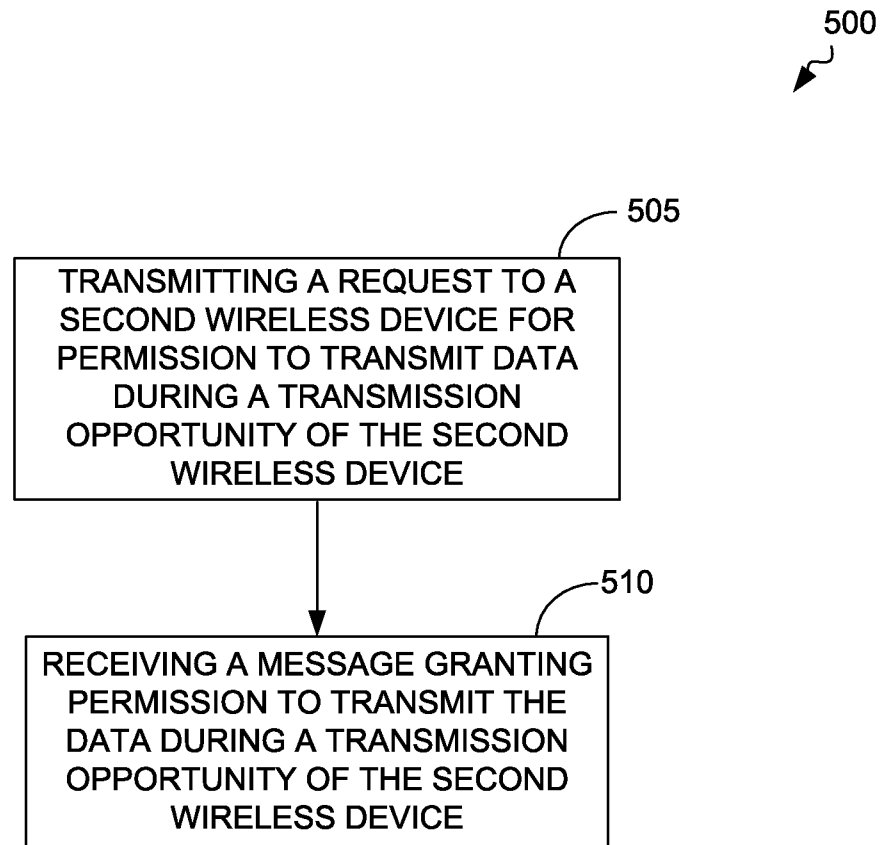 500
505
TRANSMITTING A REQUEST TO A
SECOND WIRELESS DEVICE FOR
PERMISSION TO TRANSMIT DATA
DURING A TRANSMISSION
OPPORTUNITY OF THE SECOND
WIRELESS DEVICE
510
RECEIVING A MESSAGE GRANTING
PERMISSION TO TRANSMIT THE
DATA DURING A TRANSMISSION
OPPORTUNITY OF THE SECOND
WIRELESS DEVICE